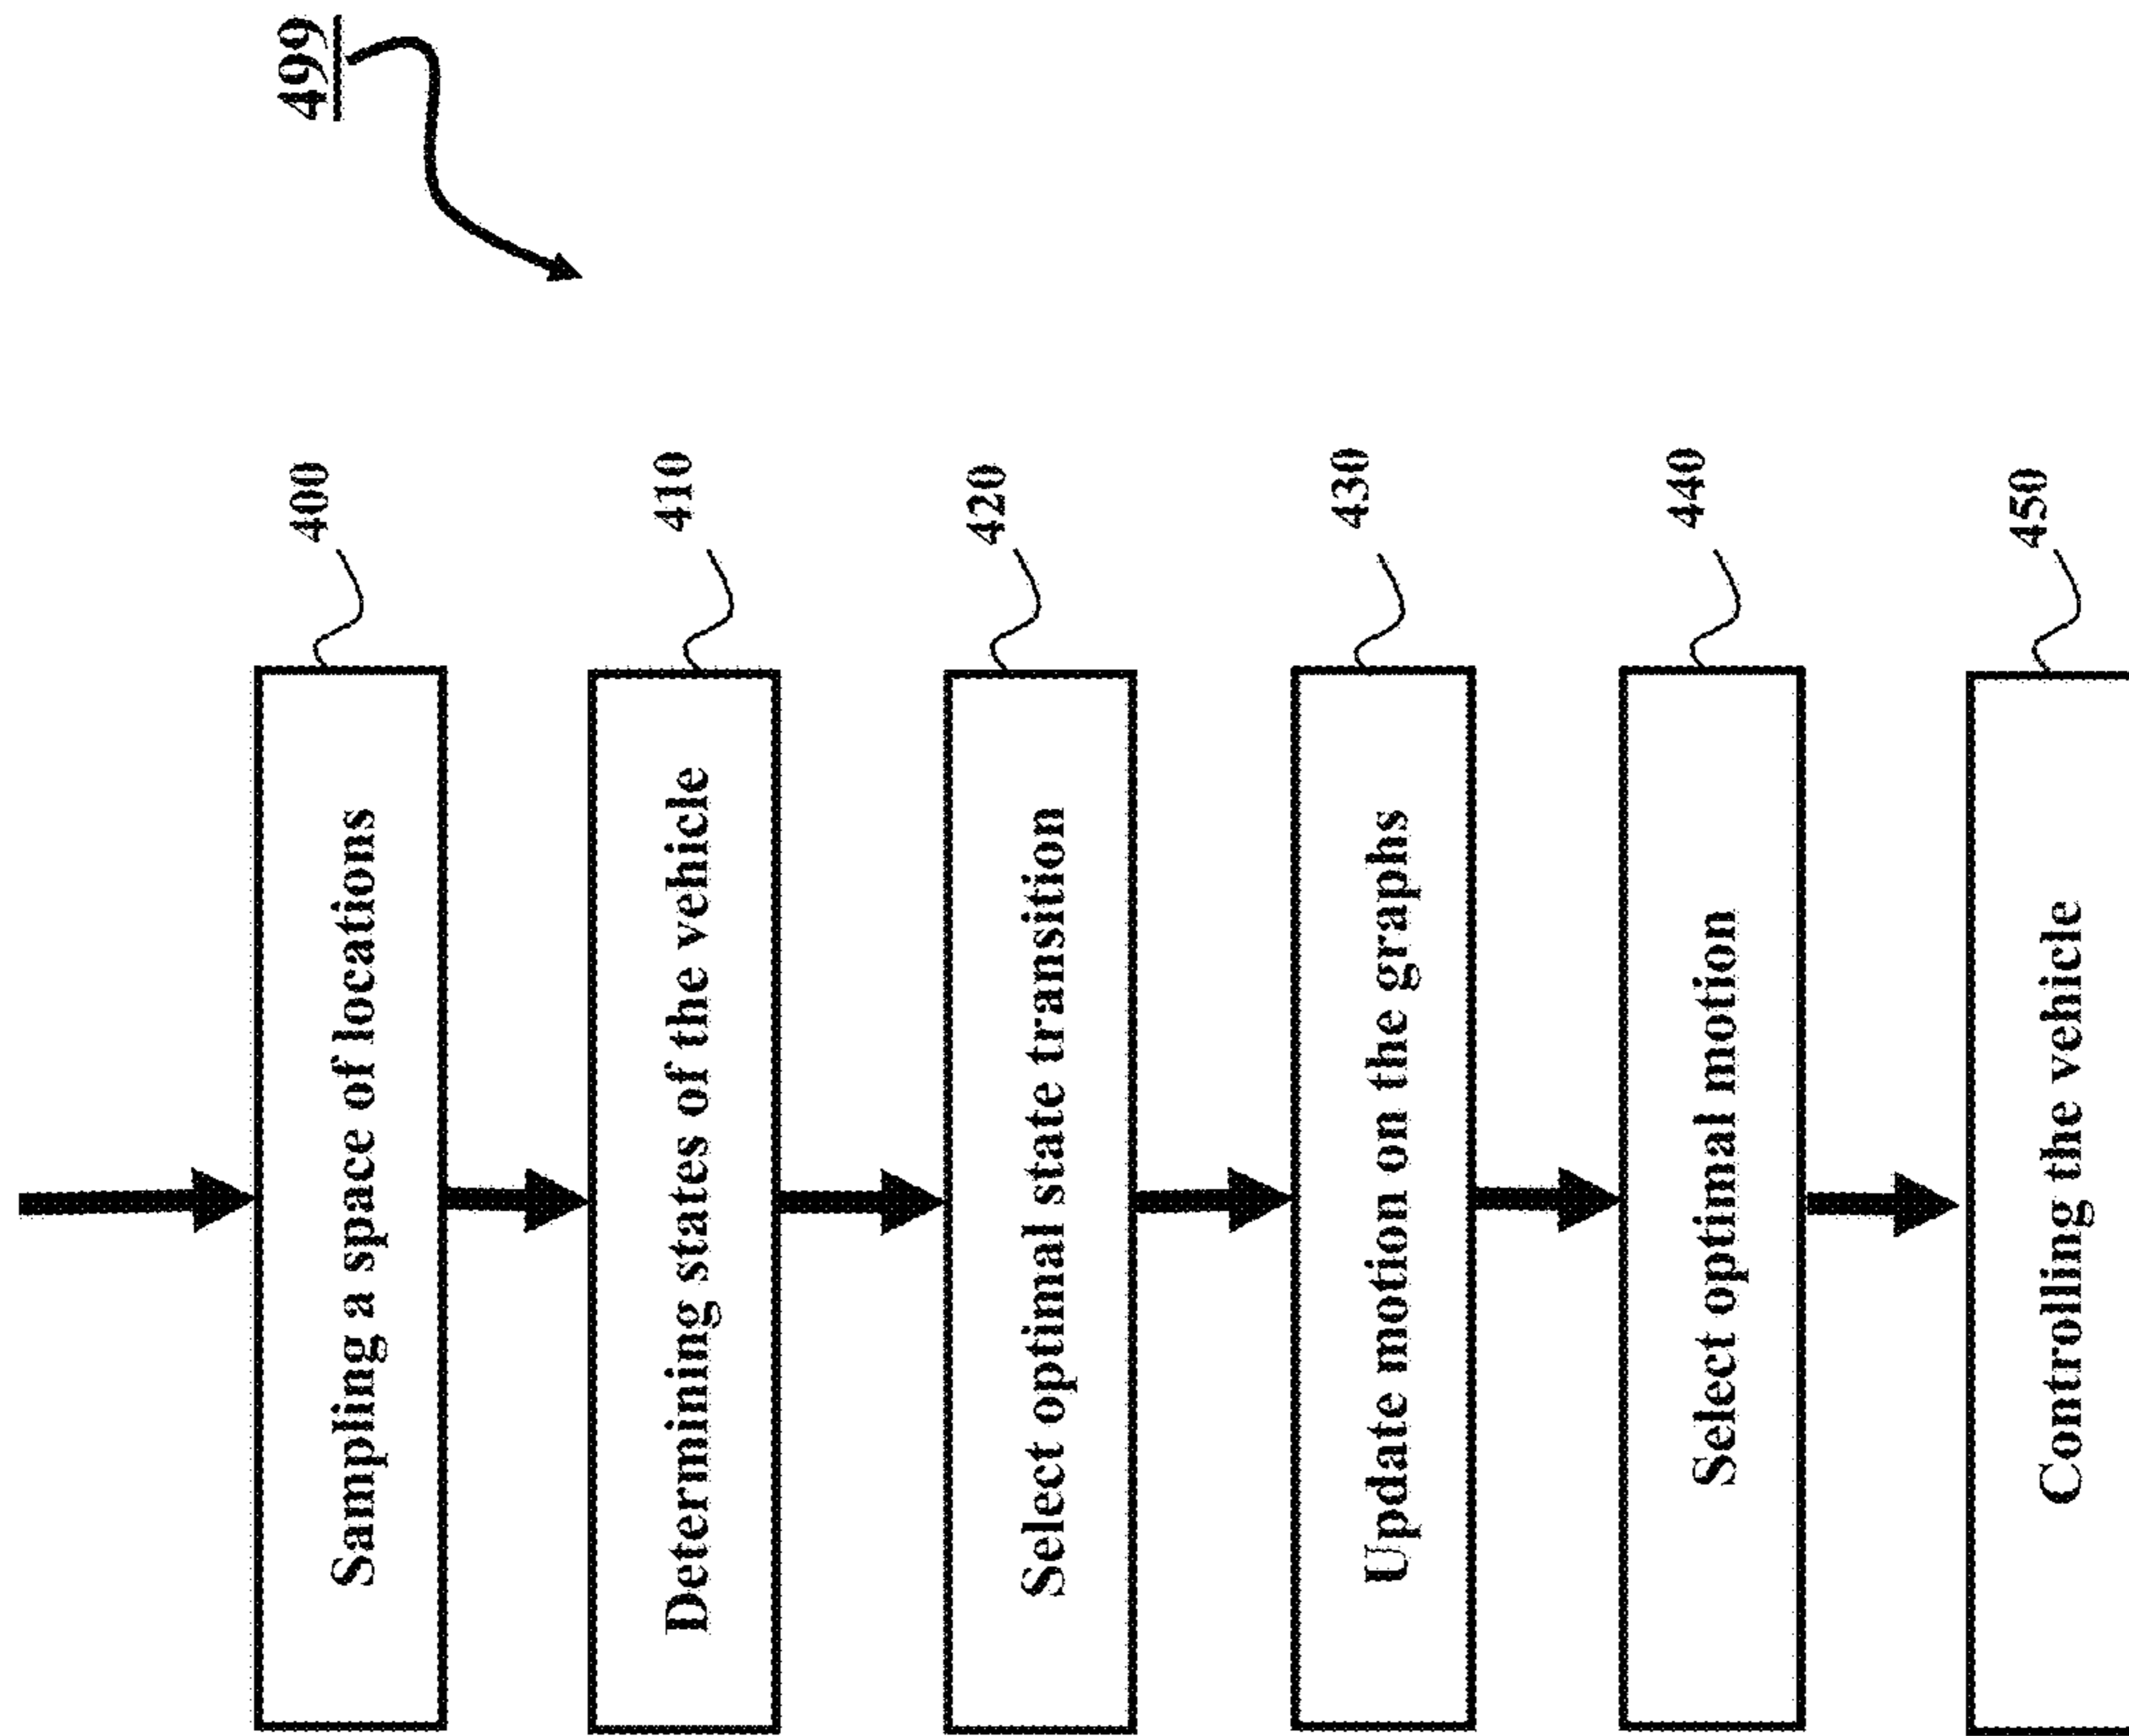 499
400
Sampling a space of locations
410
Determining states of the vehicle
420
Select optimal state transition
430
Update motion on the graphs
440
Select optimal motion
450
Controlling the vehicle